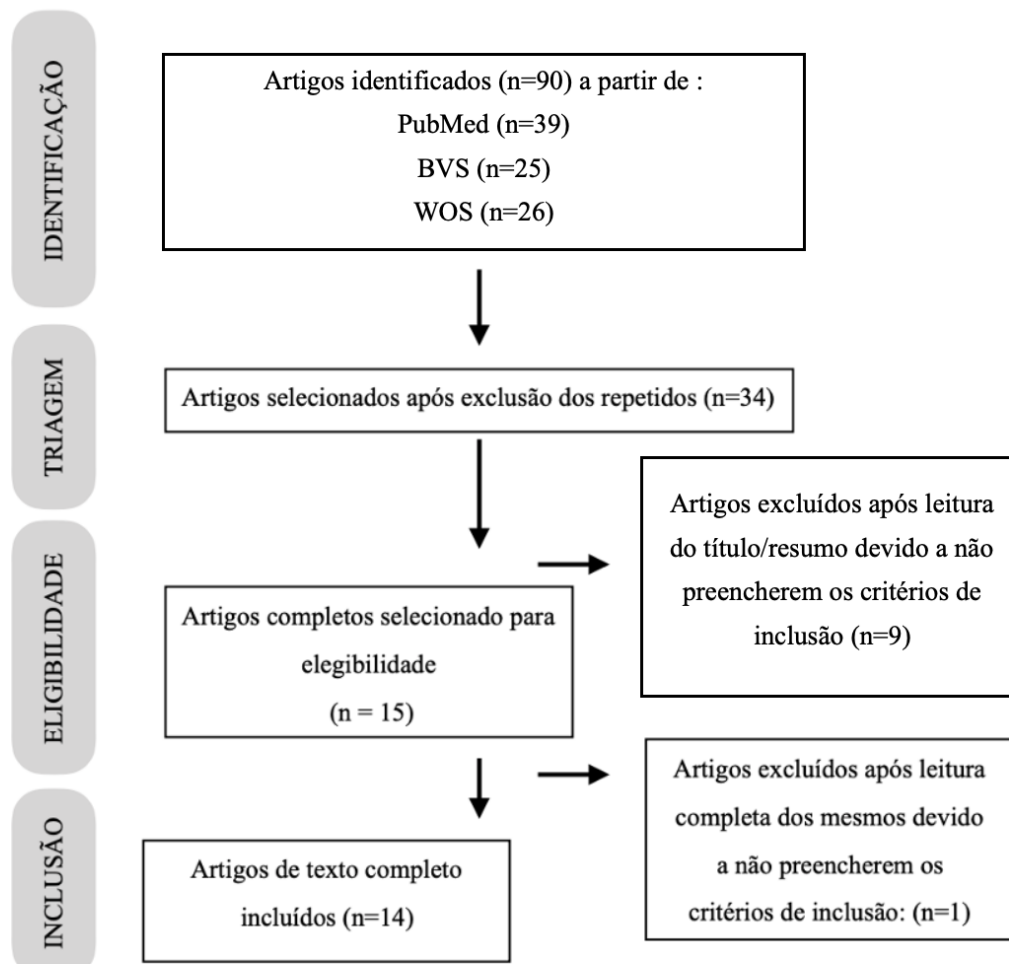 IDENTIFICAÇÃO
Artigos identificados (n=90) a partir de :
PubMed (n=39)
BVS (n=25)
WOS (n=26)
TRIAGEM
Artigos selecionados após exclusão dos repetidos (n=34)
Artigos excluídos após leitura
do título/resumo devido a não
preencherem os critérios de
inclusão (n=9)
ELIGIBILIDADE
Artigos completos selecionado para
elegibilidade
(n = 15)
Artigos excluídos após leitura
completa dos mesmos devido
a não preencherem os
critérios de inclusão: (n=1)
INCLUSÃO
Artigos de texto completo
incluídos (n=14)